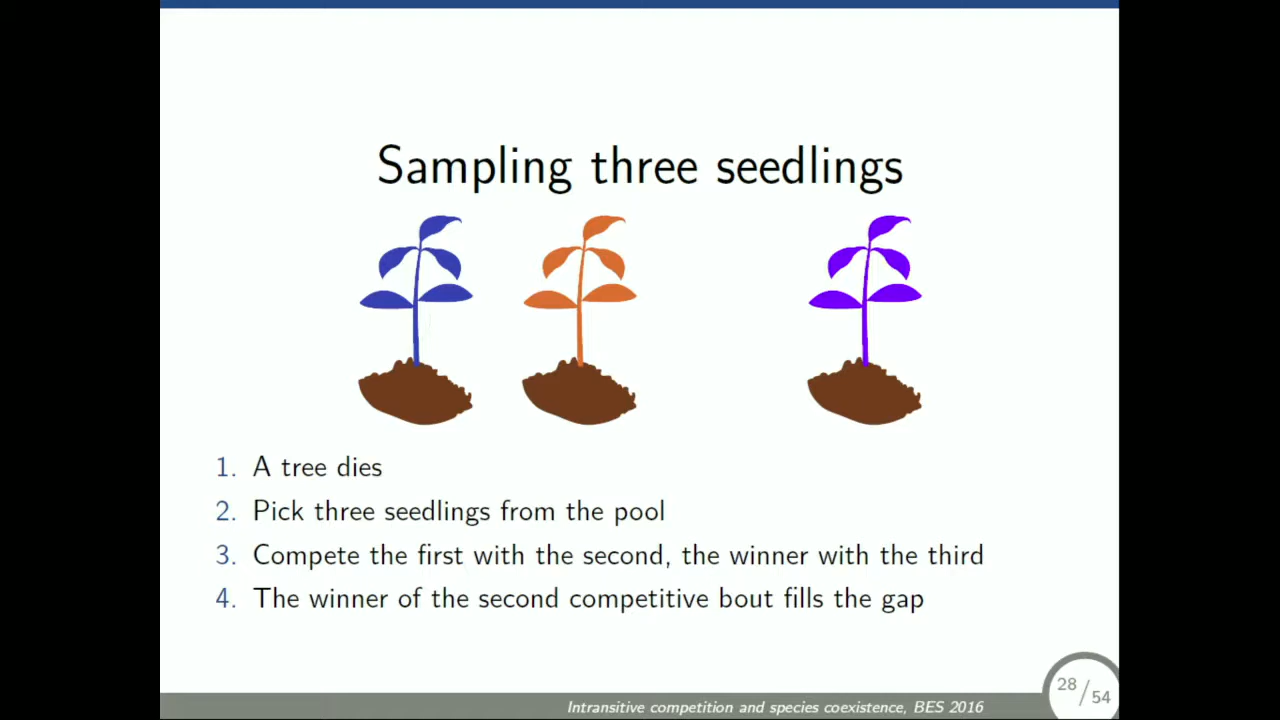 Sampling three seedlings
1. A tree dies
2. Pick three seedlings from the pool
3. Compete the first with the second, the winner with the third
4. The winner of the second competitive bout fills the gap
28/54
Intransitive competition and species coexistence, BES 2016